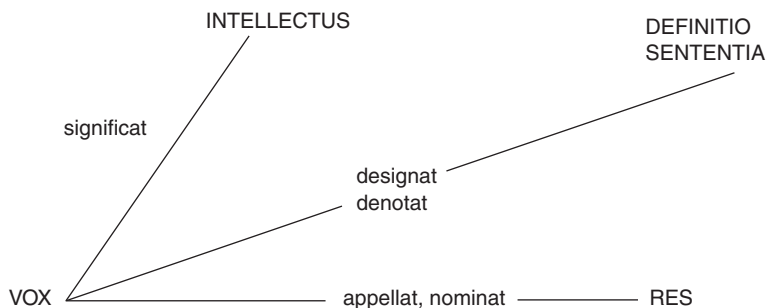 INTELLECTUS
DEFINITIO
SENTENTIA
significat
designat
denotat
VOX
appellat, nominat
RES